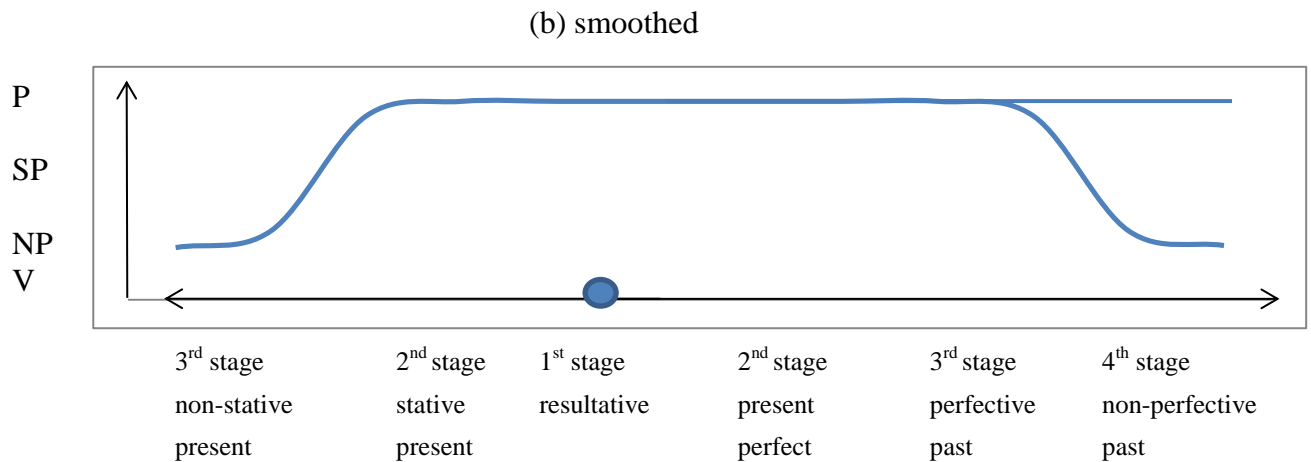 (b) smoothed
P
SP
NP
V
3rd stage 2nd stage 1st stage 2nd stage 3rd stage 4th stage
non-stative stative resultative present perfective non-perfective
present present perfect past past